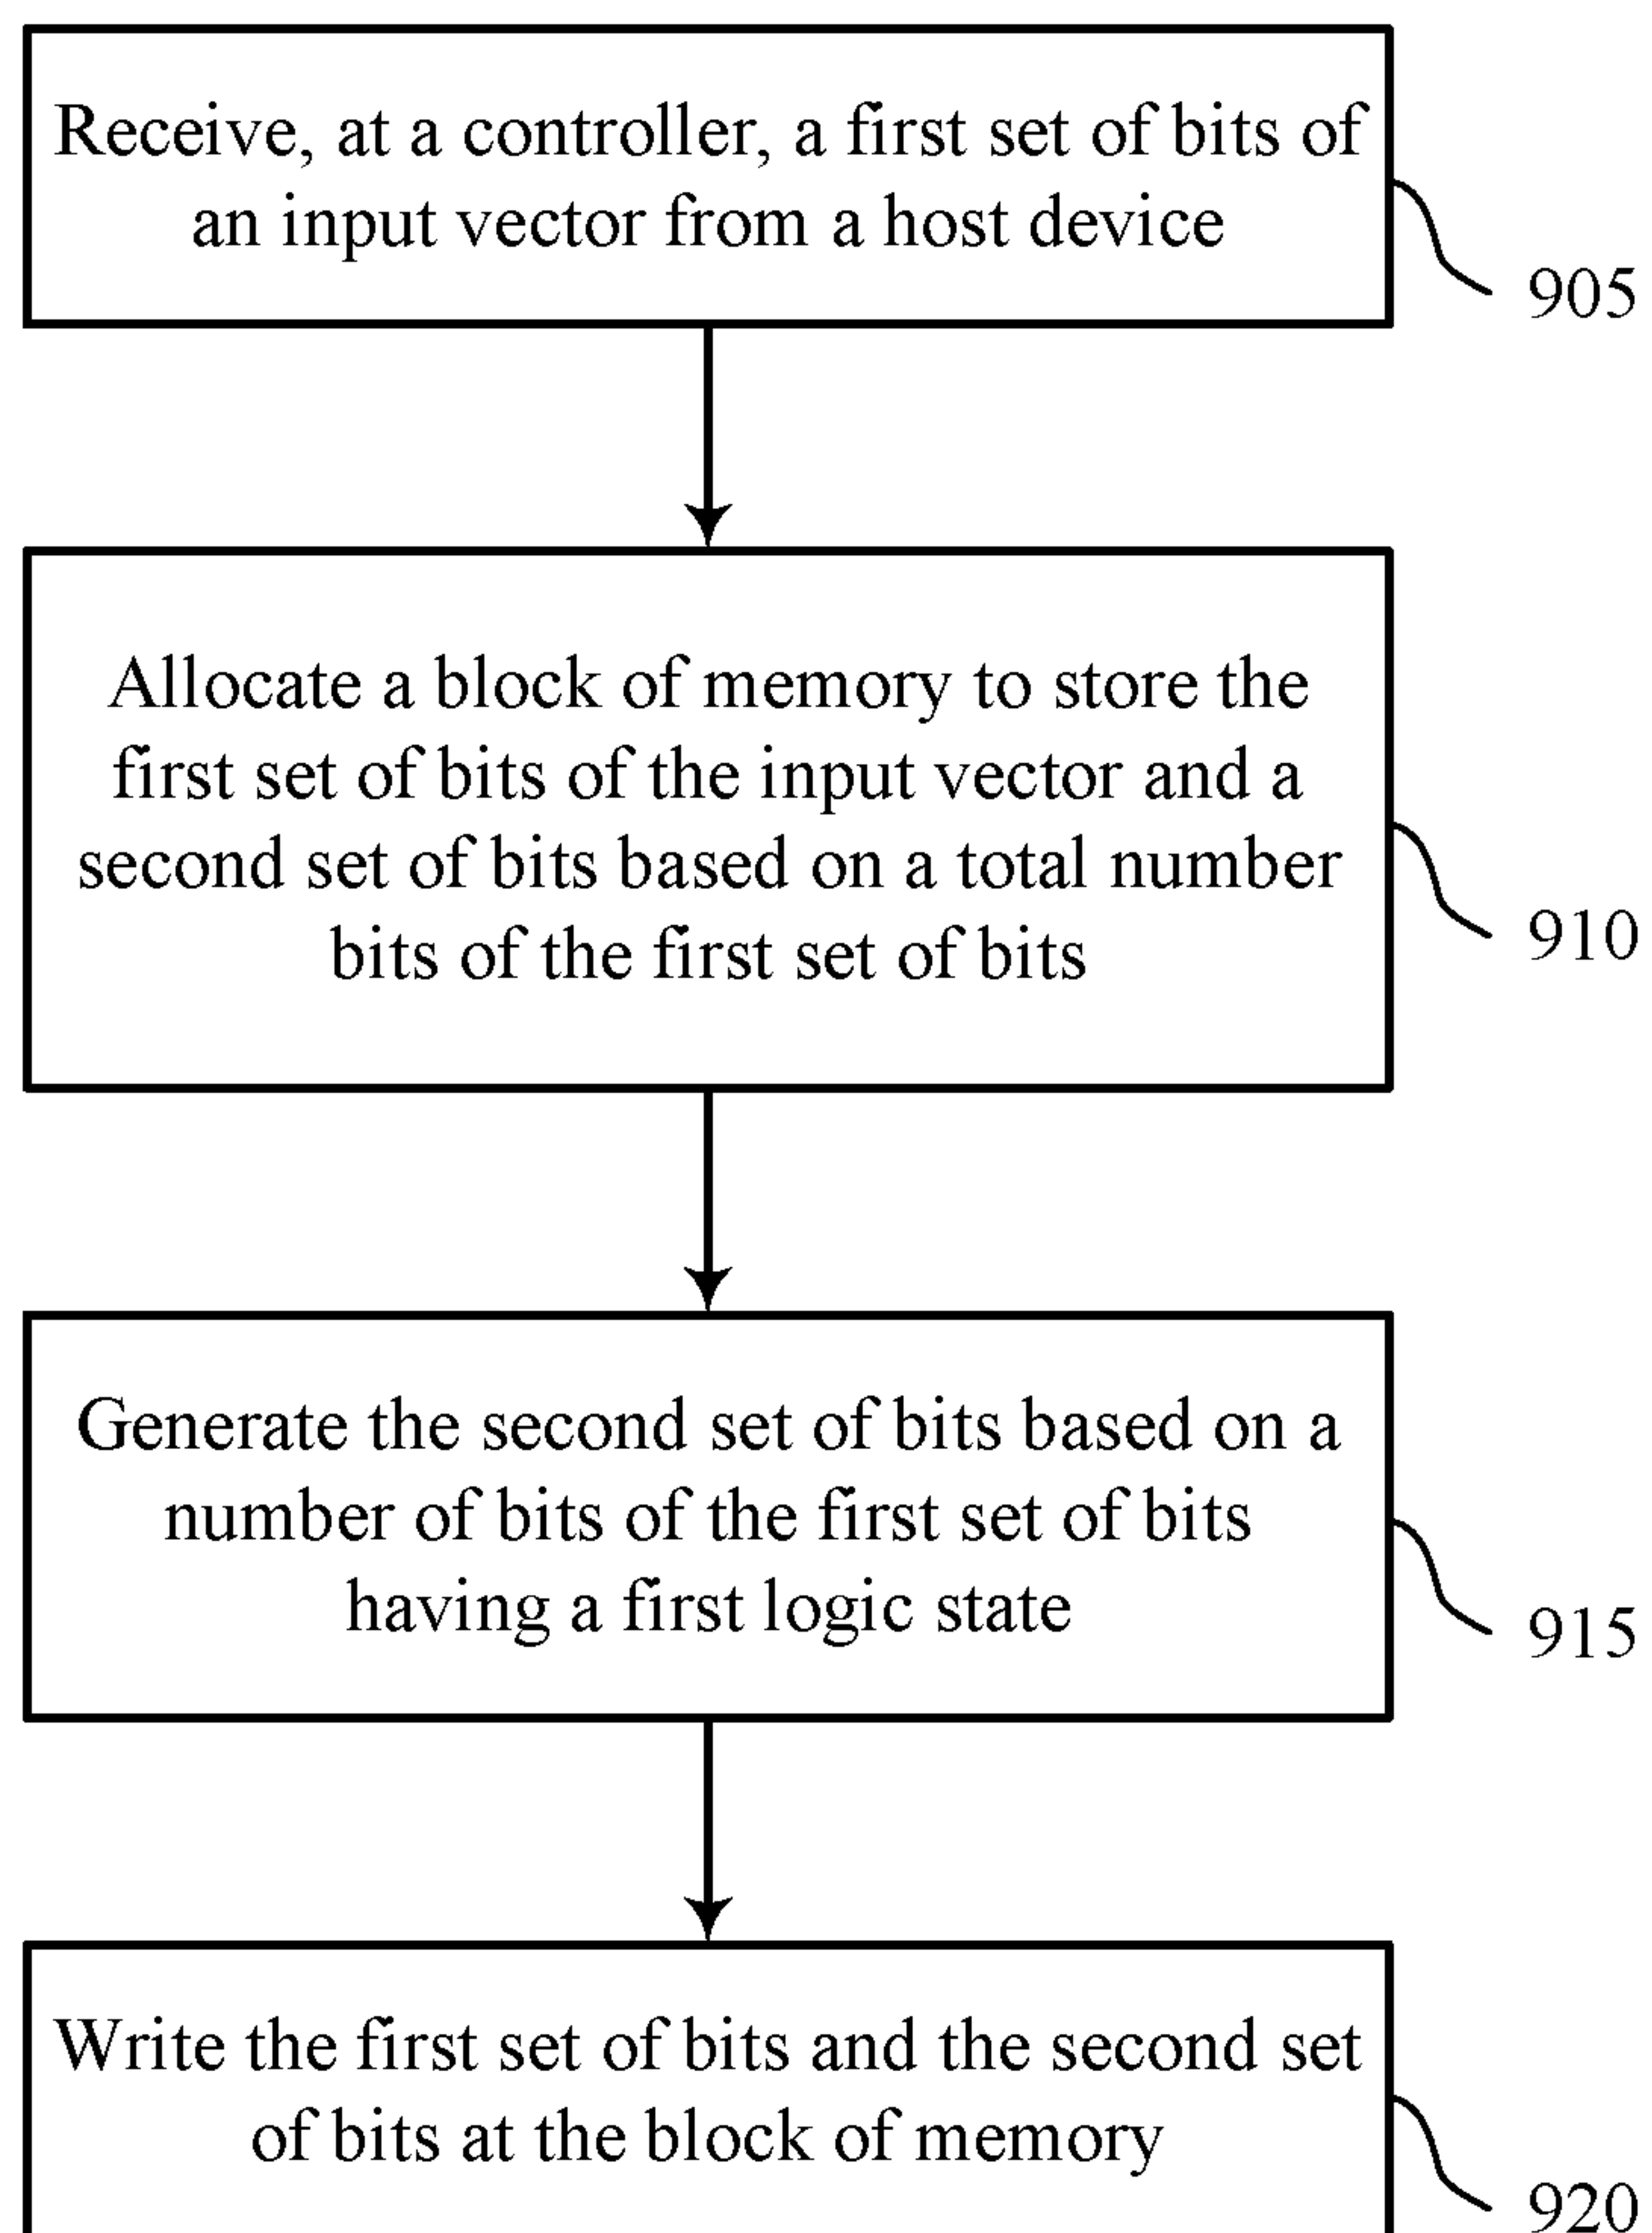 Receive, at a controller, a first set of bits of
an input vector from a host device
905
Allocate a block of memory to store the
first set of bits of the input vector and a
second set of bits based on a total number
bits of the first set of bits
910
Generate the second set of bits based on a
number of bits of the first set of bits
having a first logic state
915
Write the first set of bits and the second set
of bits at the block of memory
920